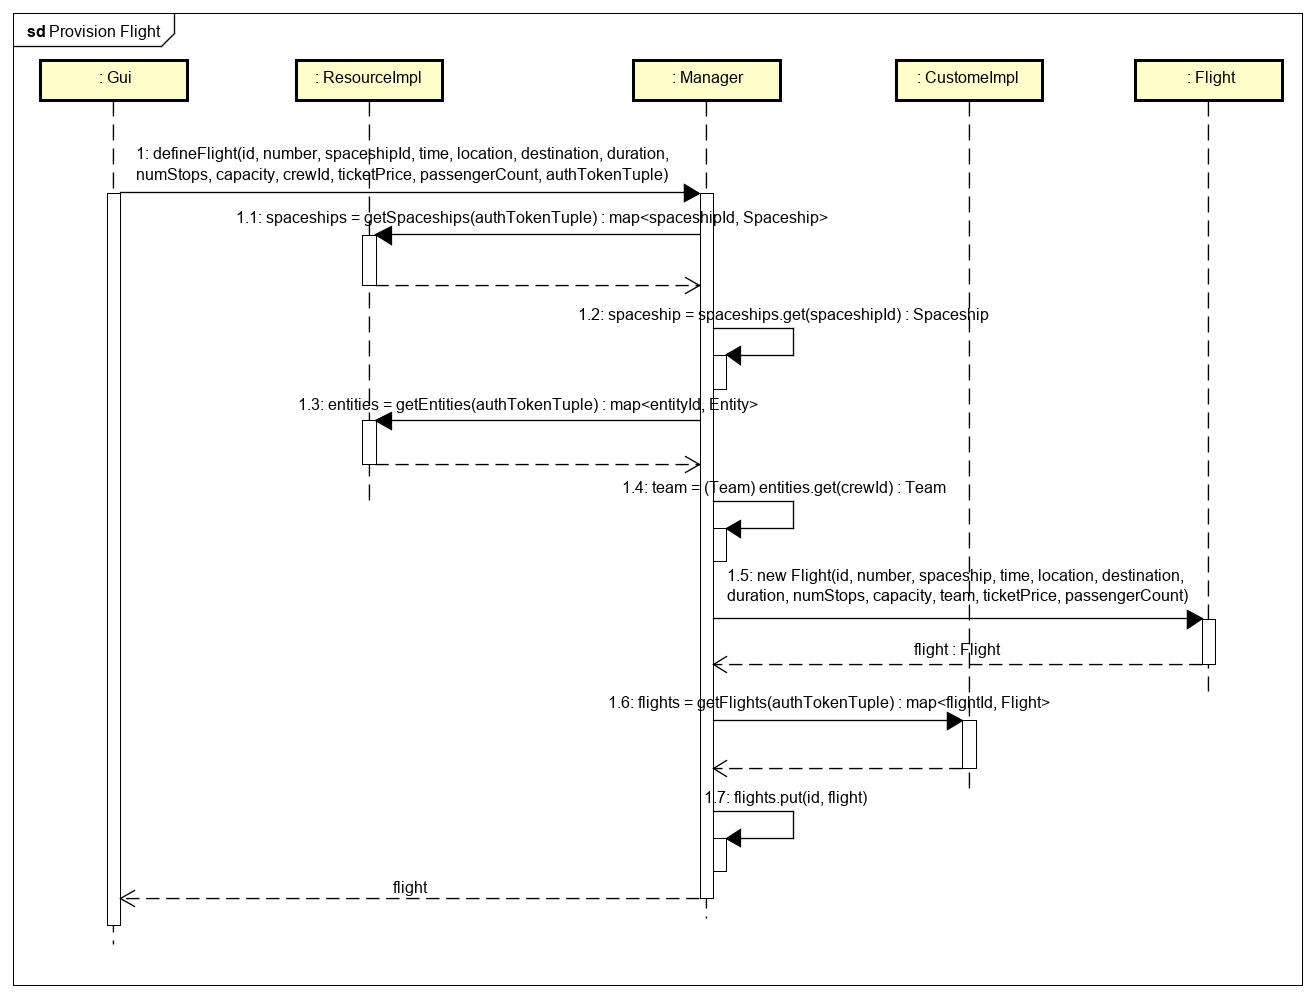 sd Provision Flight
: Gui
: ResourceImpl
: Manager
: CustomeImpl
: Flight
1: defineFlight(id, number, spaceshipId, time, location, destination, duration,
numStops, capacity, crewId, ticketPrice, passengerCount, authTokenTuple)
1.1: spaceships = getSpaceships(authTokenTuple) : map<spaceshipId, Spaceship>
1.2: spaceship = spaceships.get(spaceshipId) : Spaceship
1.3: entities = getEntities(authTokenTuple) : map<entityId, Entity>
1.4: team = (Team) entities.get(crewId) : Team
1.5: new Flight(id, number, spaceship, time, location, destination,
duration, numStops, capacity, team, ticketPrice, passengerCount)
flight : Flight
1.6: flights = getFlights(authTokenTuple) : map<flightId, Flight>
1.7: flights.put(id, flight)
flight